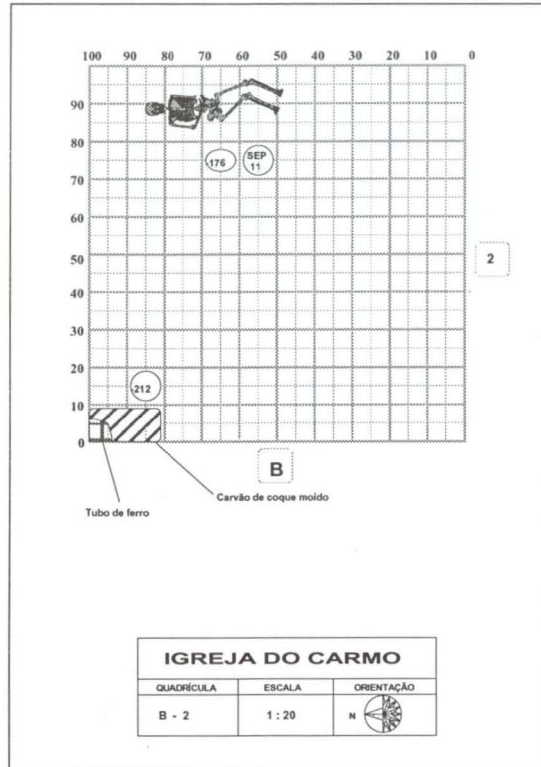 100 90 80 70 60 50 40 30 20 10 0
90
80
176
SEP
11
70
60
50
2
40
30
20
212
10
0
B
Carvão de coque moído
Tubo de ferro
IGREJA DO CARMO
QUADRÍCULA ESCALA ORIENTAÇÃO
B - 2 1 : 20 N